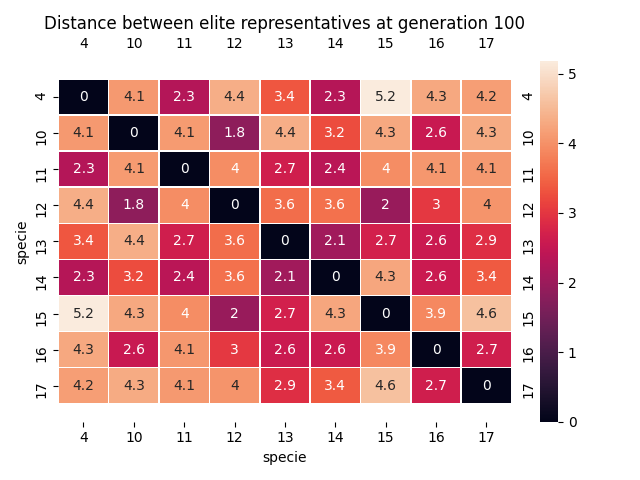 Distance between elite representatives at generation 100
4 10 11 12 13 14 15 16 17
4 0 4.1 2.3 4.4 3.4 2.3 5.2 4.3 4.2 4
10 4.1 0 4.1 1.8 4.4 3.2 4.3 2.6 4.3 10
11 2.3 4.1 0 4 2.7 2.4 4 4.1 4.1 11
12 4.4 1.8 4 0 3.6 3.6 2 3 4 12
13 3.4 4.4 2.7 3.6 0 2.1 2.7 2.6 2.9 13
14 2.3 3.2 2.4 3.6 2.1 0 4.3 2.6 3.4 14
15 5.2 4.3 4 2 2.7 4.3 0 3.9 4.6 15
16 4.3 2.6 4.1 3 2.6 2.6 3.9 0 2.7 16
17 4.2 4.3 4.1 4 2.9 3.4 4.6 2.7 0 17
4 10 11 12 13 14 15 16 17
specie
specie
5
4
3
2
1
0